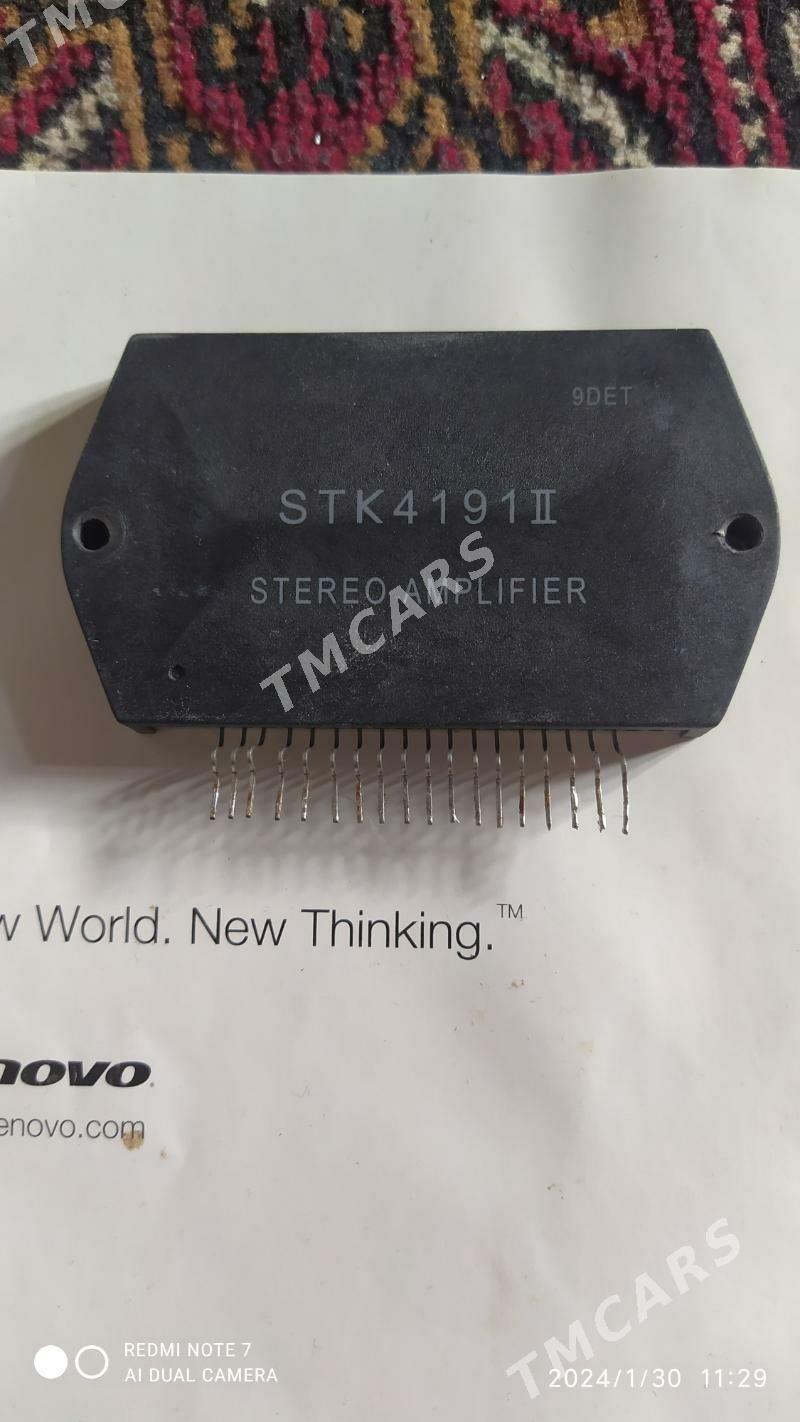 TMCARS
9DET
STK4191II
STEREO AMPLIFIER
TMCARS
w World. New Thinking.™
novo.
enovo.com
TMCARS
REDMI NOTE 7
AI DUAL CAMERA
2024/1/30 11:29